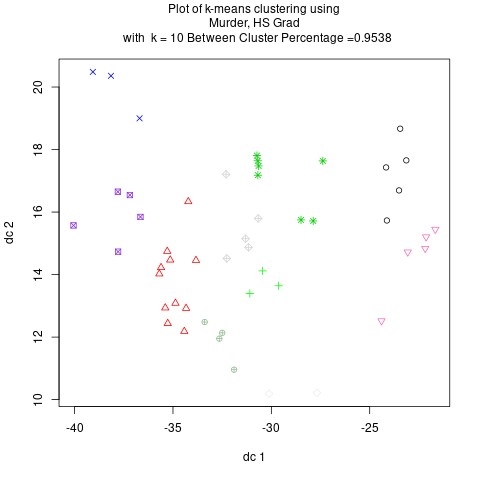 Plot of k-means clustering using
Murder, HS Grad
with k = 10 Between Cluster Percentage =0.9538
20
18
16
14
12
10
dc 2
-40
-35
-30
-25
dc 1